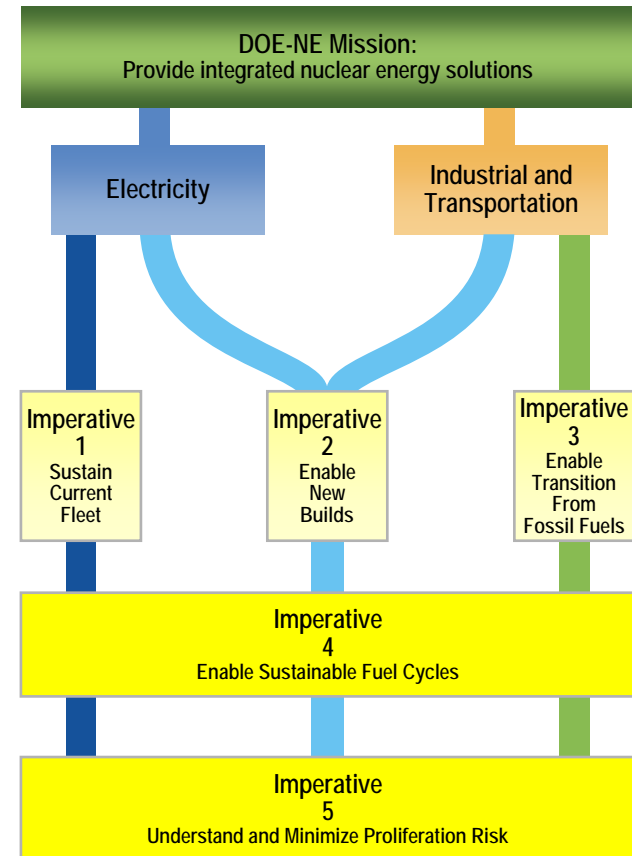 DOE-NE Mission:
Provide integrated nuclear energy solutions
Electricity
Industrial and
Transportation
Imperative
1
Sustain
Current
Fleet
Imperative
2
Enable
New
Builds
Imperative
3
Enable
Transition
From
Fossil Fuels
Imperative
4
Enable Sustainable Fuel Cycles
Imperative
5
Understand and Minimize Proliferation Risk